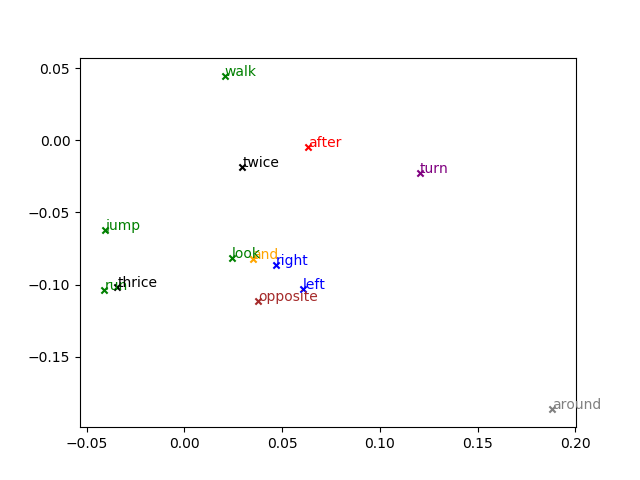 0.05
walk
0.00
after
twice
turn
−0.05
jump
look
and
right
−0.10
run
thrice
left
opposite
−0.15
around
−0.05
0.00
0.05
0.10
0.15
0.20